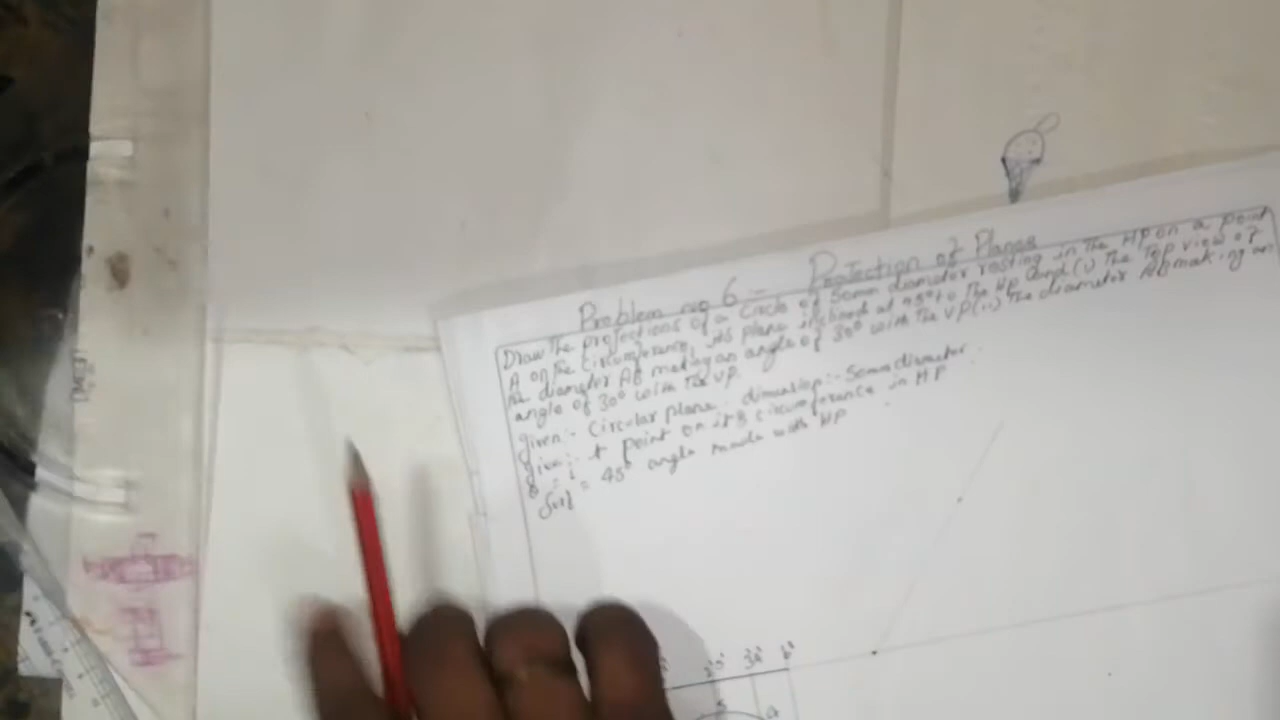 Problem no 6 :- Projection of Planes
Draw The projections of a Circle of 50mm diameter resting in The HP on a point
A on the Circumference, its plane inclined at 45° to The HP and (i) The Top view of
The diameter AB making an angle of 30° with The VP (ii) The diameter AB making an
angle of 30° with The VP.
given:- Circular plane dimension:- 50mm diameter
given:- point on its circumference in HP
= 45° angle made with HP
3'
b'
5
a